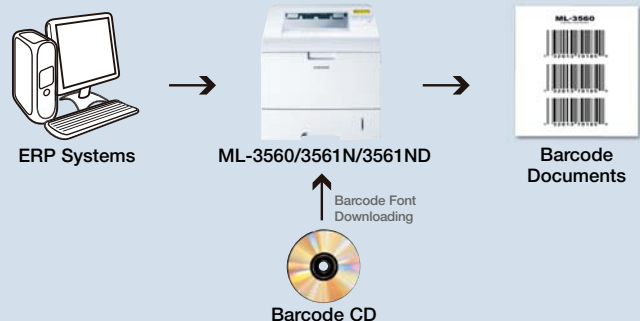 ML-3560
ERP Systems
ML-3560/3561N/3561ND
Barcode
Documents
Barcode Font
Downloading
Barcode CD